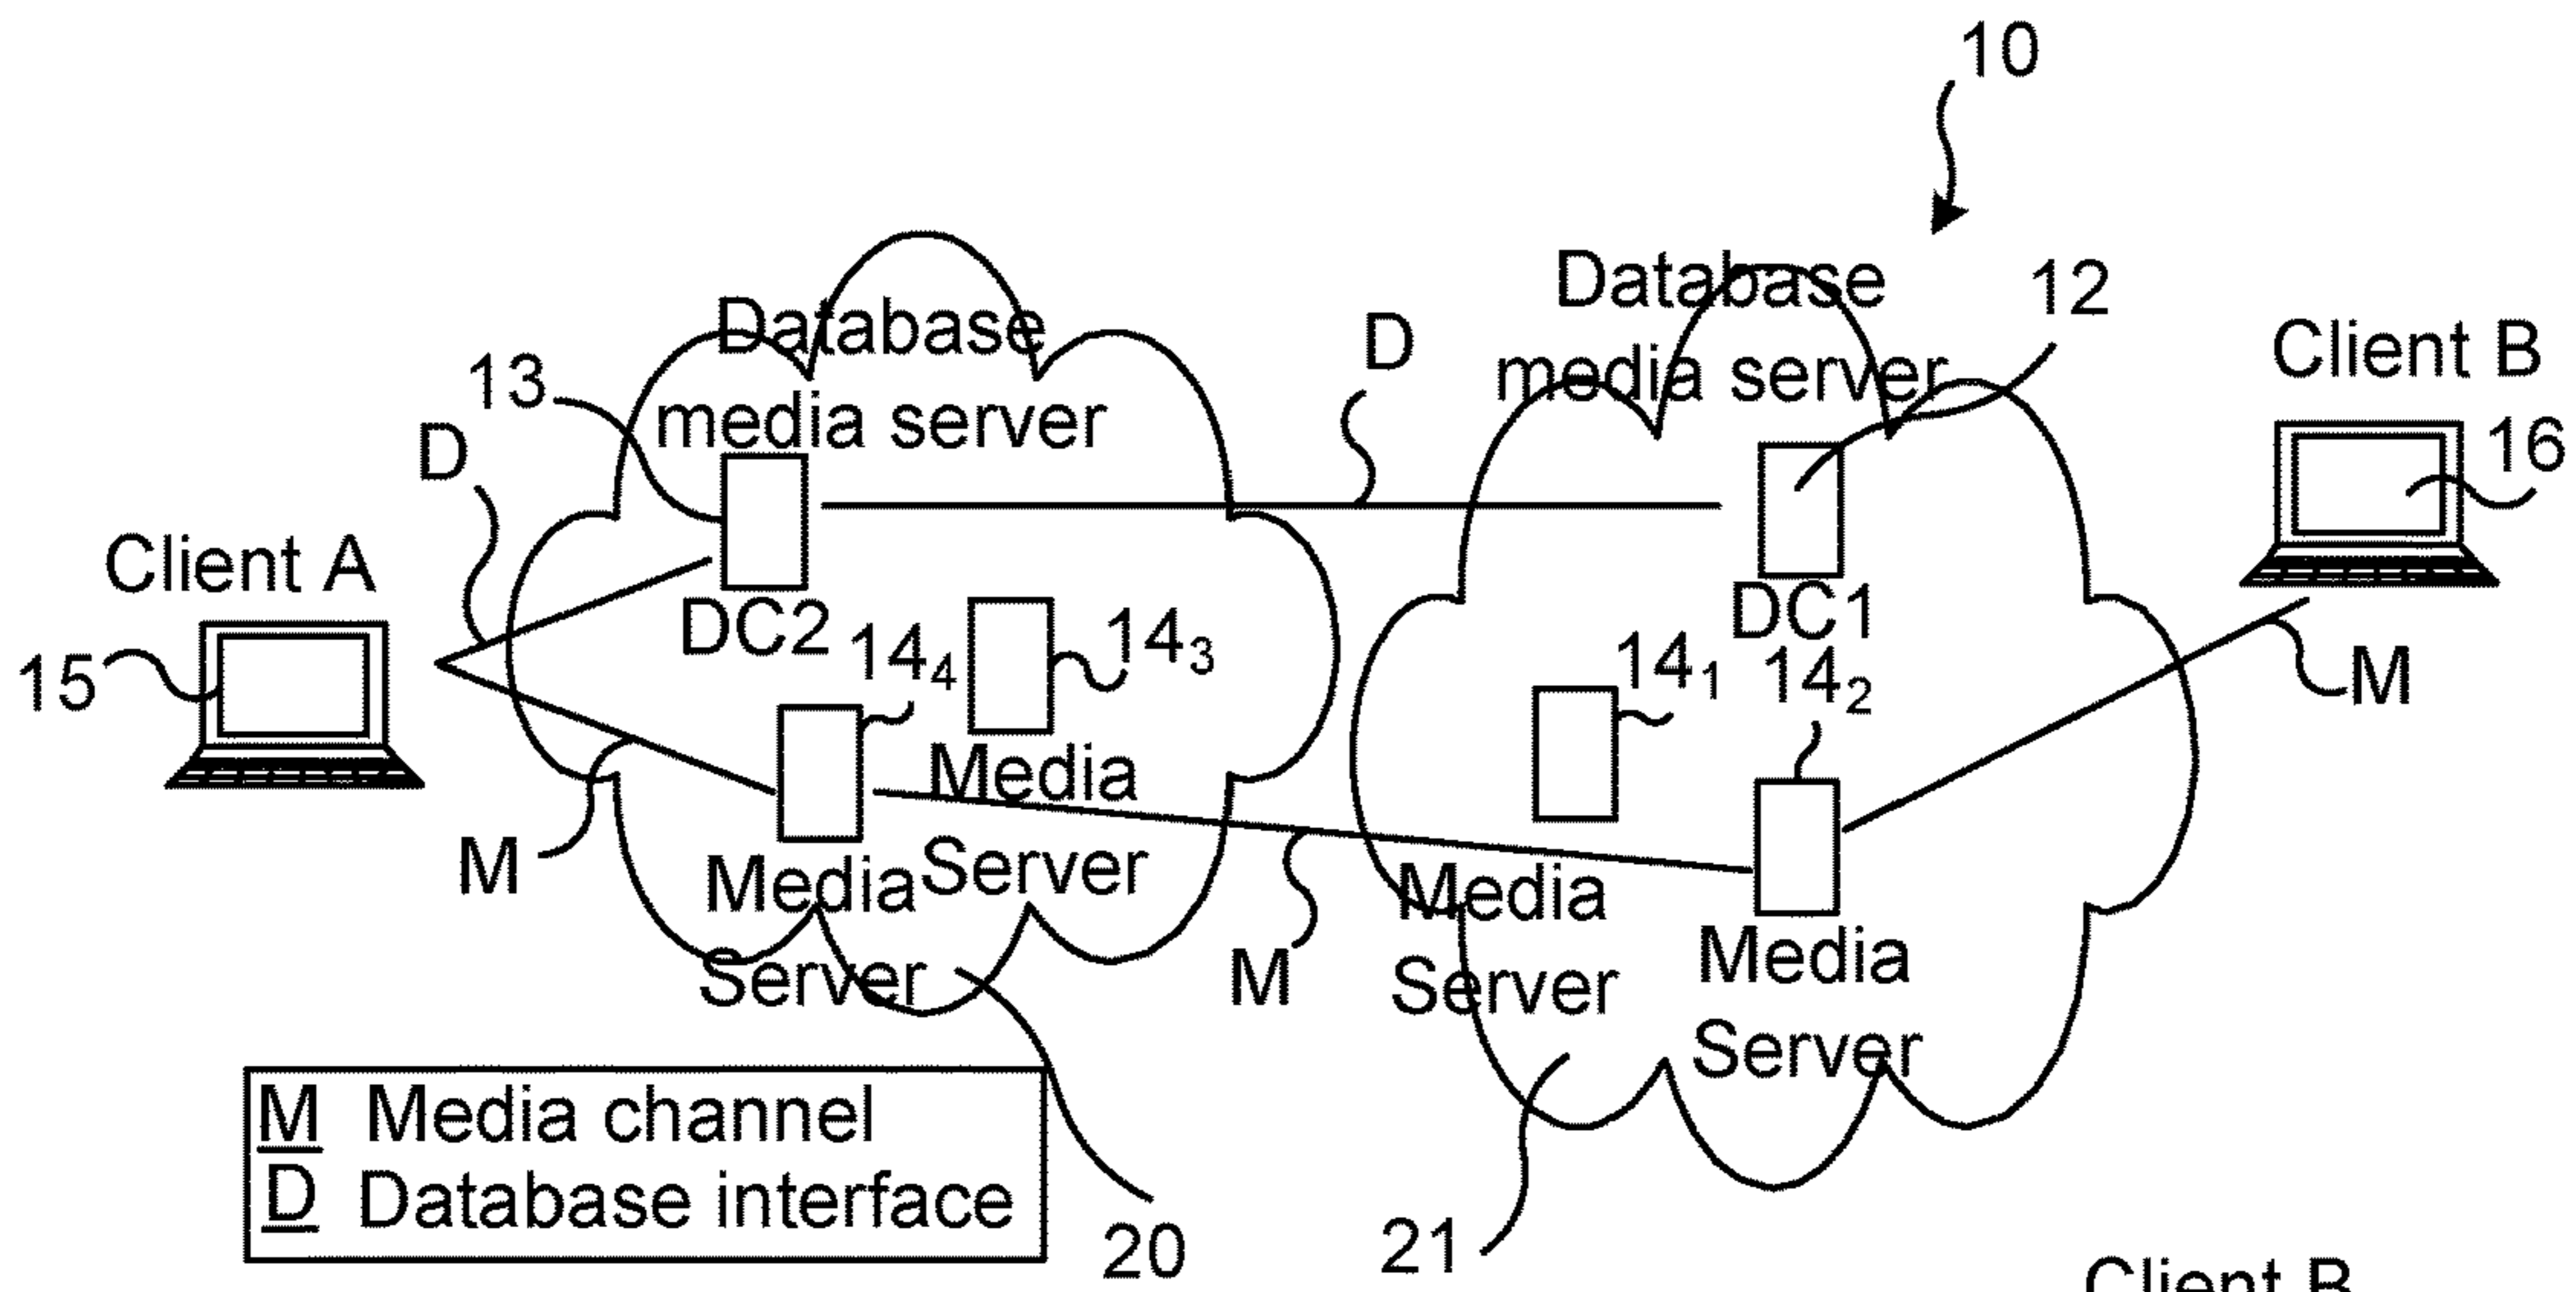 10
Database
media server
12
Client B
16
D
Database
media server
13
D
Client A
15
DC2
DC1
14₄
14₃
14₁
14₂
M
Media
Server
Media
Server
M
M
Media
Server
Media
Server
M Media channel
D Database interface
20
21
Client B